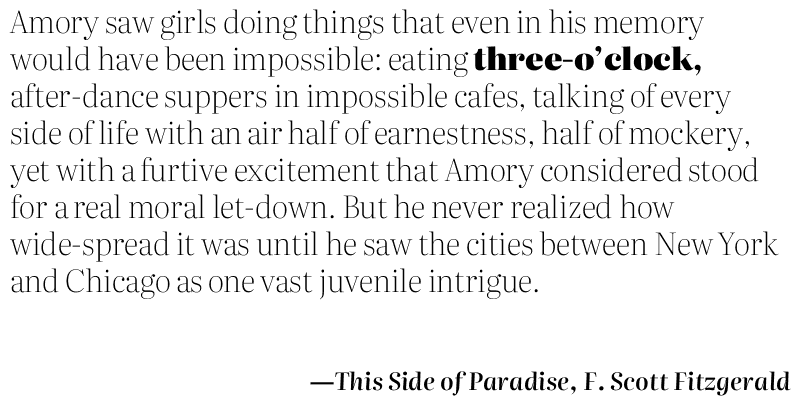 Amory saw girls doing things that even in his memory
would have been impossible: eating three-o'clock,
after-dance suppers in impossible cafes, talking of every
side of life with an air half of earnestness, half of mockery,
yet with a furtive excitement that Amory considered stood
for a real moral let-down. But he never realized how
wide-spread it was until he saw the cities between New York
and Chicago as one vast juvenile intrigue.
—This Side of Paradise, F. Scott Fitzgerald